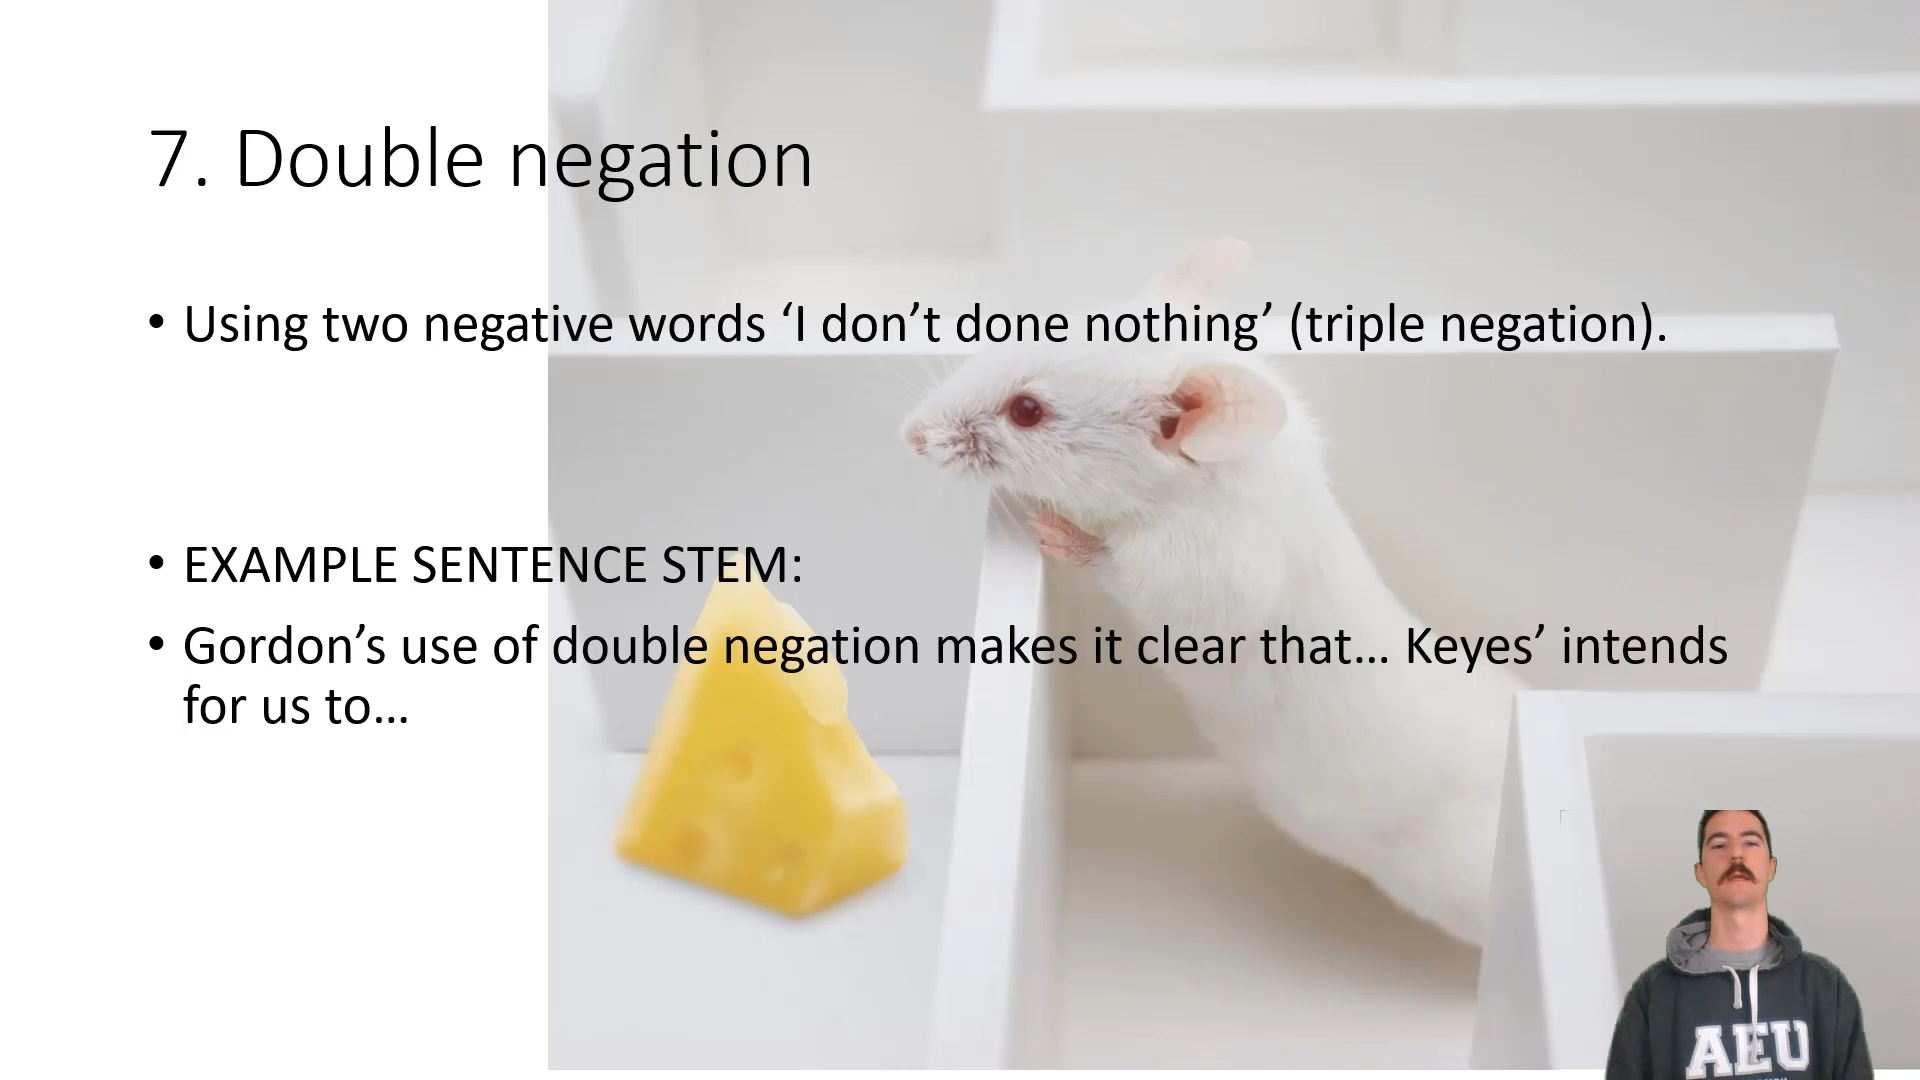 7. Double negation
• Using two negative words ‘I don’t done nothing’ (triple negation).
• EXAMPLE SENTENCE STEM:
• Gordon’s use of double negation makes it clear that… Keyes’ intends
for us to…
AEU